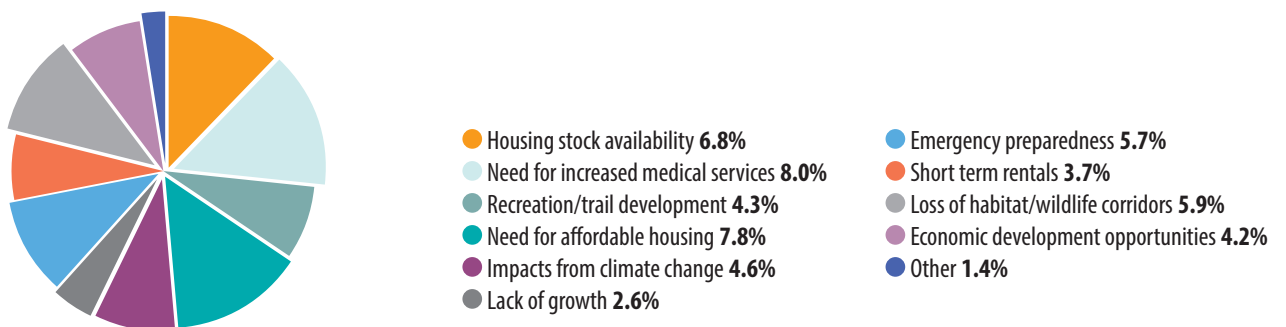 Housing stock availability 6.8%
Need for increased medical services 8.0%
Recreation/trail development 4.3%
Need for affordable housing 7.8%
Impacts from climate change 4.6%
Lack of growth 2.6%
Emergency preparedness 5.7%
Short term rentals 3.7%
Loss of habitat/wildlife corridors 5.9%
Economic development opportunities 4.2%
Other 1.4%